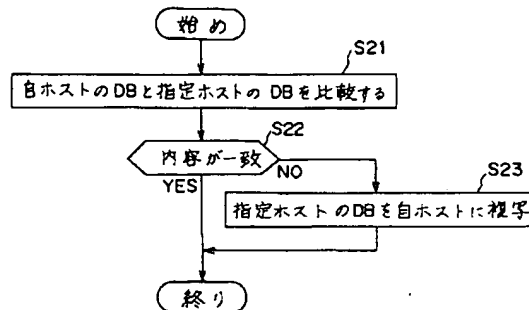 始め
S21
自ホストのDBと指定ホストのDBを比較する
S22
内容が一致
YES
NO
S23
指定ホストのDBを自ホストに複写
終り